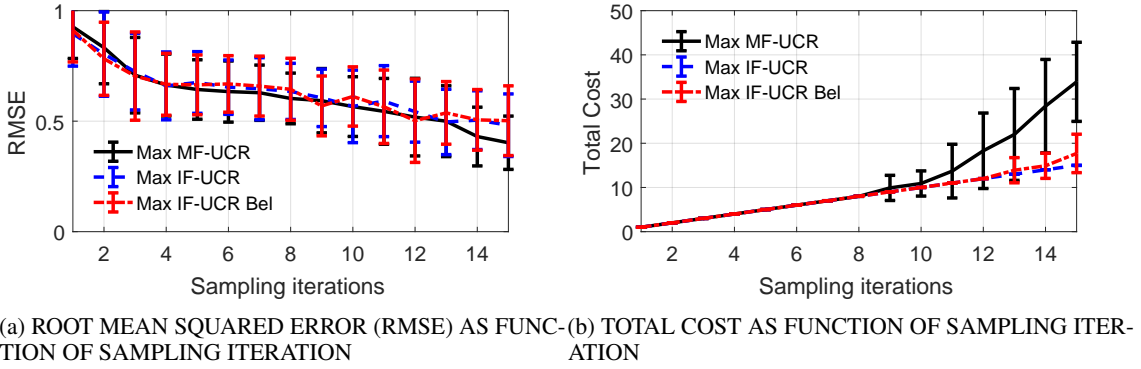 1
0.5
0
RMSE
Max MF-UCR
Max IF-UCR
Max IF-UCR Bel
2 4 6 8 10 12 14
Sampling iterations
50
40
30
20
10
0
Total Cost
Max MF-UCR
Max IF-UCR
Max IF-UCR Bel
2 4 6 8 10 12 14
Sampling iterations
(a) ROOT MEAN SQUARED ERROR (RMSE) AS FUNC-
TION OF SAMPLING ITERATION
(b) TOTAL COST AS FUNCTION OF SAMPLING ITER-
ATION